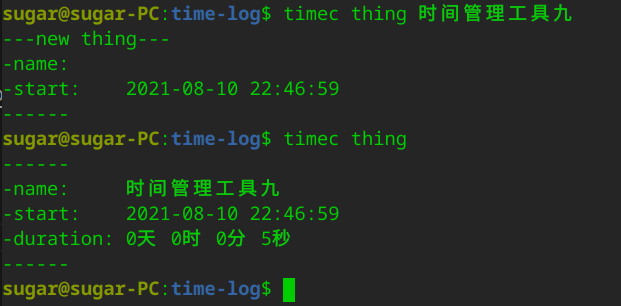 sugar@sugar-PC:time-log$ timec thing 时间管理工具九
---new thing---
-name:
-start:    2021-08-10 22:46:59
------
sugar@sugar-PC:time-log$ timec thing
------
-name:     时间管理工具九
-start:    2021-08-10 22:46:59
-duration: 0天 0时 0分 5秒
------
sugar@sugar-PC:time-log$